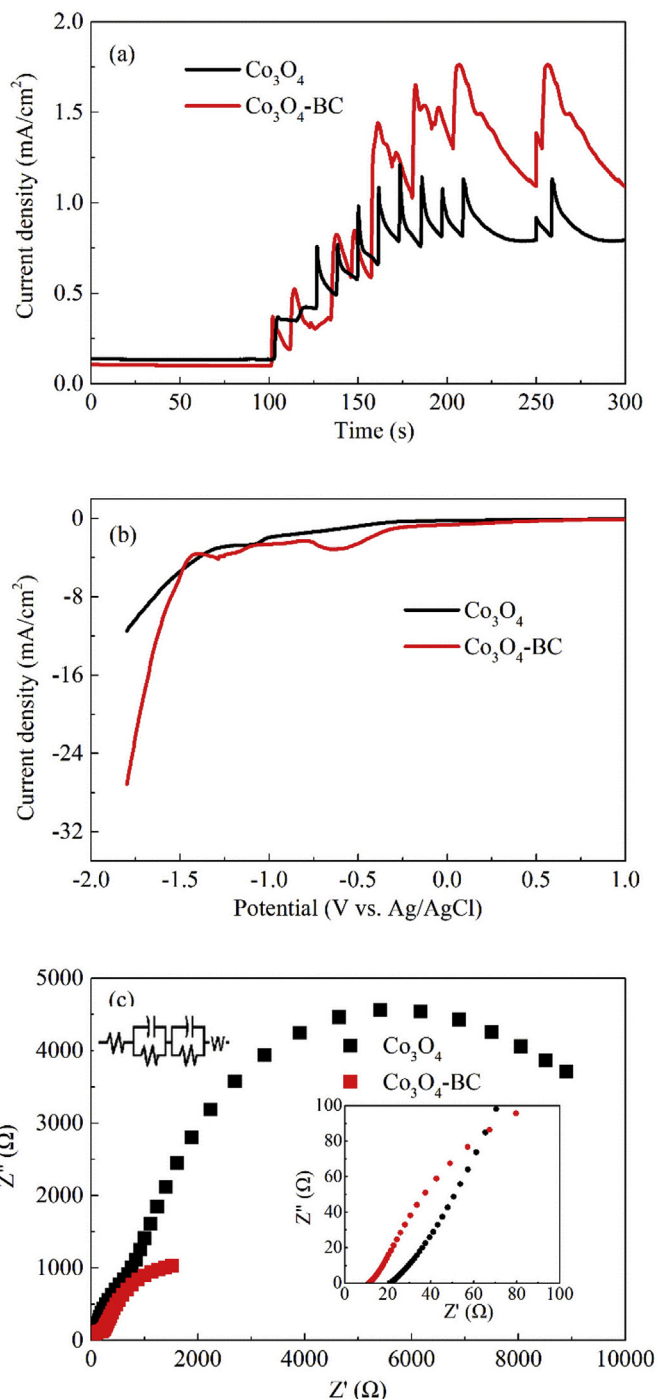 (a)
Co₃O₄
Co₃O₄-BC
Current density (mA/cm²)
2.0
1.5
1.0
0.5
0.0
0 50 100 150 200 250 300
Time (s)
(b)
Co₃O₄
Co₃O₄-BC
Current density (mA/cm²)
0
-8
-16
-24
-32
-2.0 -1.5 -1.0 -0.5 0.0 0.5 1.0
Potential (V vs. Ag/AgCl)
(c)
W
Co₃O₄
Co₃O₄-BC
Z'' (Ω)
5000
4000
3000
2000
1000
0
0 2000 4000 6000 8000 10000
Z' (Ω)
Z'' (Ω)
100
80
60
40
20
0
0 20 40 60 80 100
Z' (Ω)